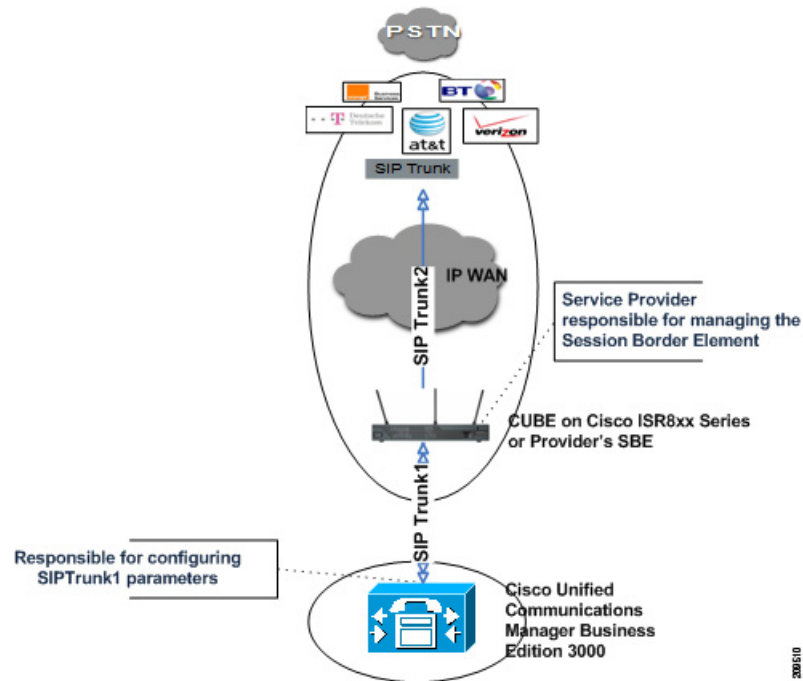 PSTN
Business
Services
BT
Deutsche
Telekom
at&t
verizon
SIP Trunk
IP WAN
SIP Trunk2
Service Provider
responsible for managing the
Session Border Element
CUBE on Cisco ISR8xx Series
or Provider's SBE
SIP Trunk1
Responsible for configuring
SIPTrunk1 parameters
Cisco Unified
Communications
Manager Business
Edition 3000
209510